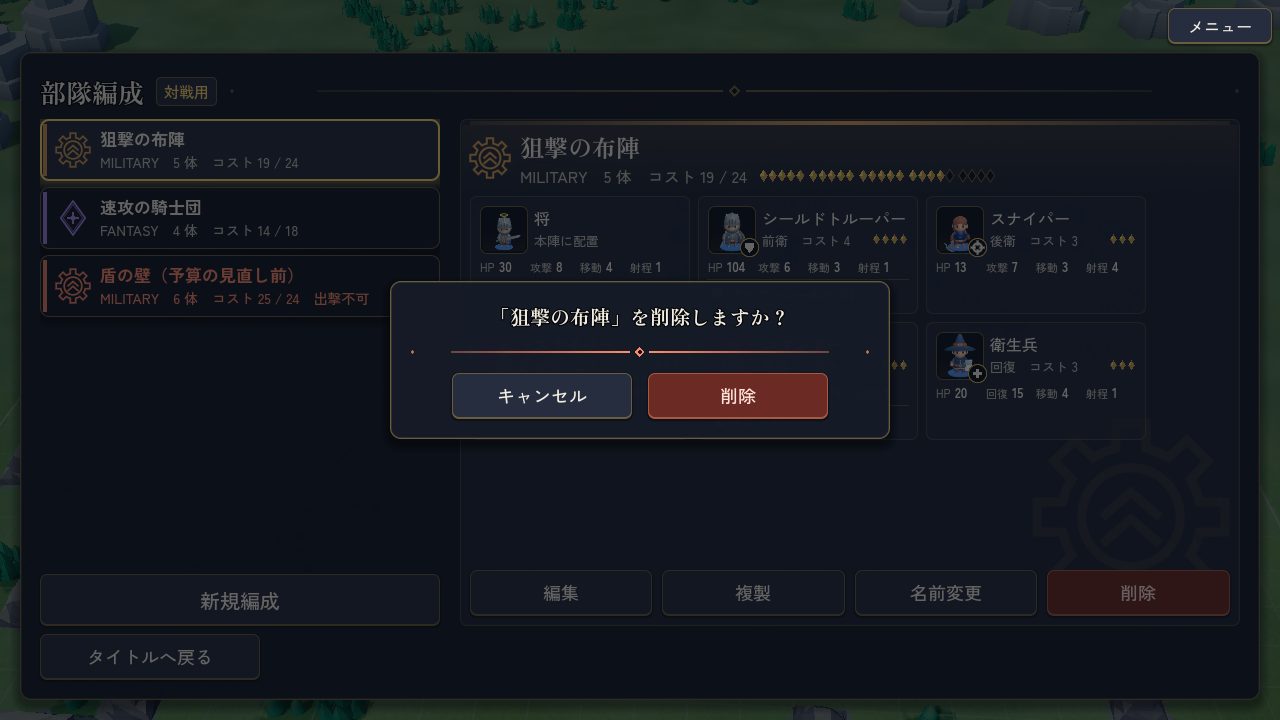 メニュー
部隊編成 対戦用
狙撃の布陣
MILITARY 5 体 コスト 19 / 24
速攻の騎士団
FANTASY 4 体 コスト 14 / 18
盾の壁（予算の見直し前）
MILITARY 6 体 コスト 25 / 24 出撃不可
新規編成
タイトルへ戻る
狙撃の布陣
MILITARY 5 体 コスト 19 / 24
将
本陣に配置
HP 30 攻撃 8 移動 4 射程 1
シールドトルーパー
前衛 コスト 4
HP 104 攻撃 6 移動 3 射程 1
スナイパー
後衛 コスト 3
HP 13 攻撃 7 移動 3 射程 4
衛生兵
回復 コスト 3
HP 20 回復 15 移動 4 射程 1
「狙撃の布陣」を削除しますか？
キャンセル 削除
編集 複製 名前変更 削除